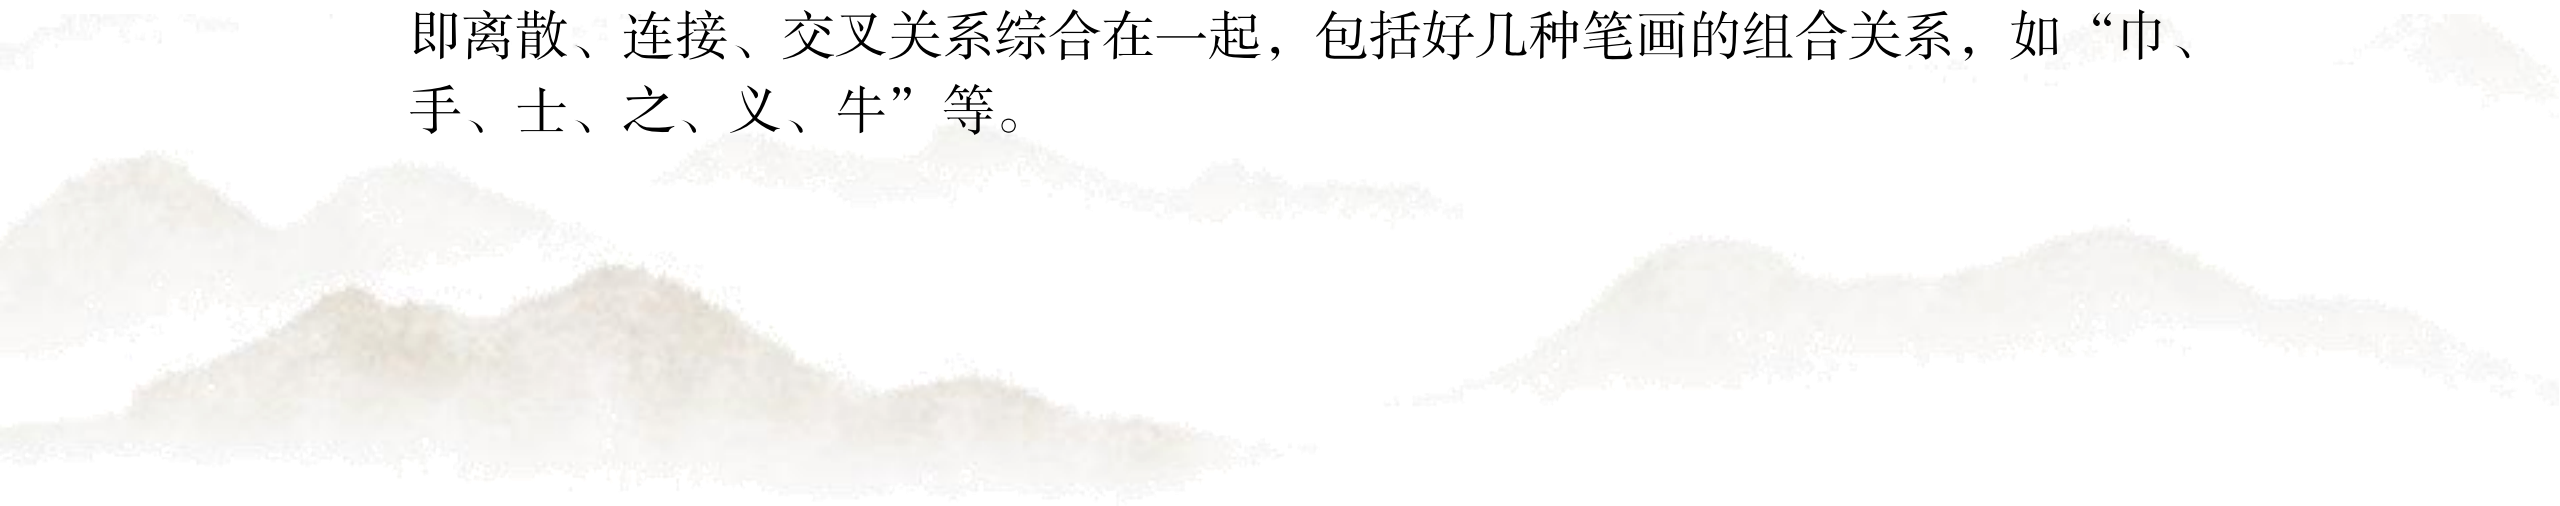 即离散、连接、交叉关系综合在一起，包括好几种笔画的组合关系，如“巾、
手、士、之、义、牛”等。